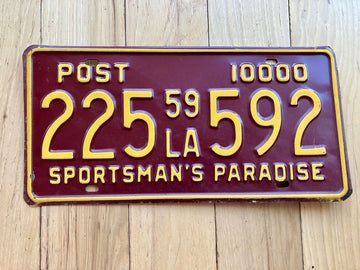 POST 10000
225 59 LA 592
SPORTSMAN'S PARADISE